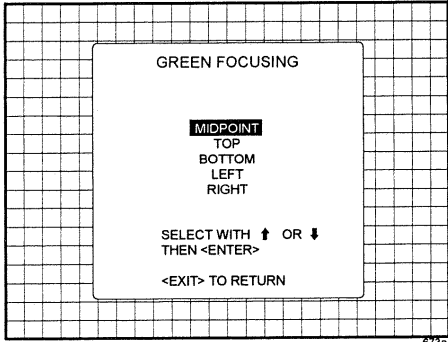 GREEN FOCUSING
MIDPOINT
TOP
BOTTOM
LEFT
RIGHT
SELECT WITH ⬆ OR ⬇
THEN <ENTER>
<EXIT> TO RETURN